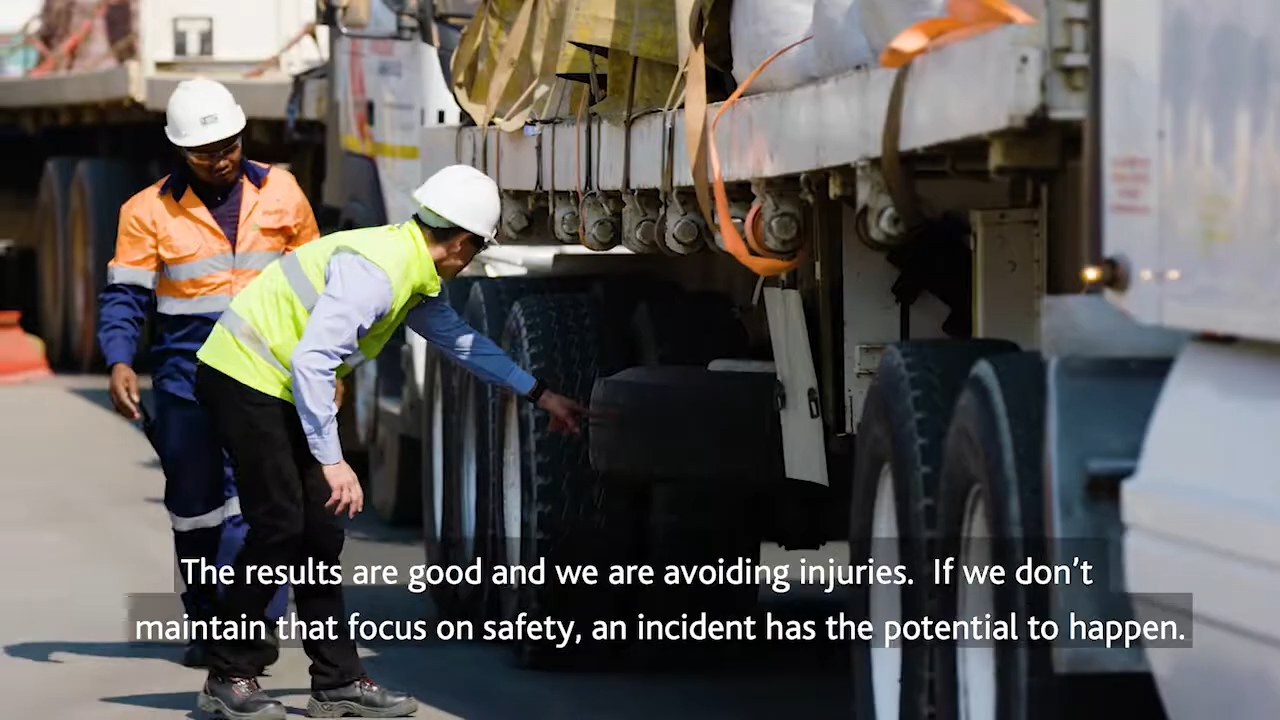 The results are good and we are avoiding injuries.  If we don't
maintain that focus on safety, an incident has the potential to happen.